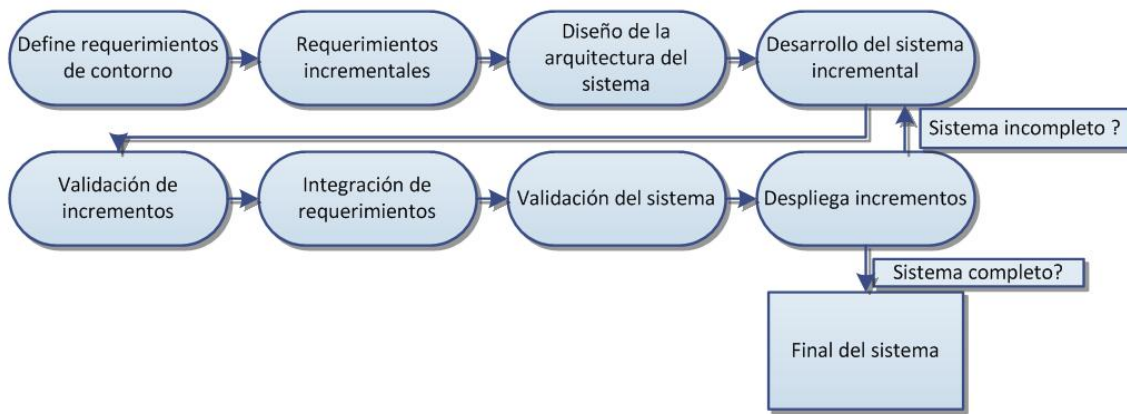 Define requerimientos
de contorno
Requerimientos
incrementales
Diseño de la
arquitectura del
sistema
Desarrollo del sistema
incremental
Sistema incompleto ?
Validación de
incrementos
Integración de
requerimientos
Validación del sistema
Despliega incrementos
Sistema completo?
Final del sistema